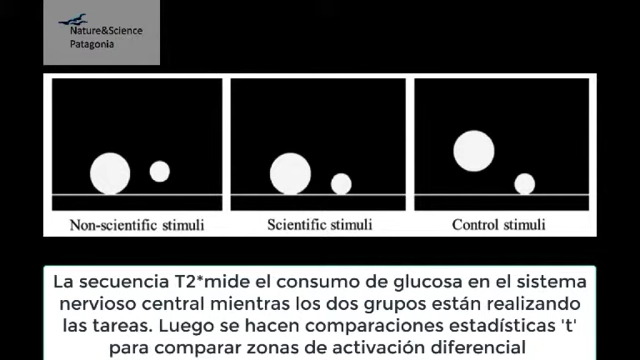 Nature&Science
Patagonia
Non-scientific stimuli
Scientific stimuli
Control stimuli
La secuencia T2*mide el consumo de glucosa en el sistema
nervioso central mientras los dos grupos están realizando
las tareas. Luego se hacen comparaciones estadísticas 't'
para comparar zonas de activación diferencial